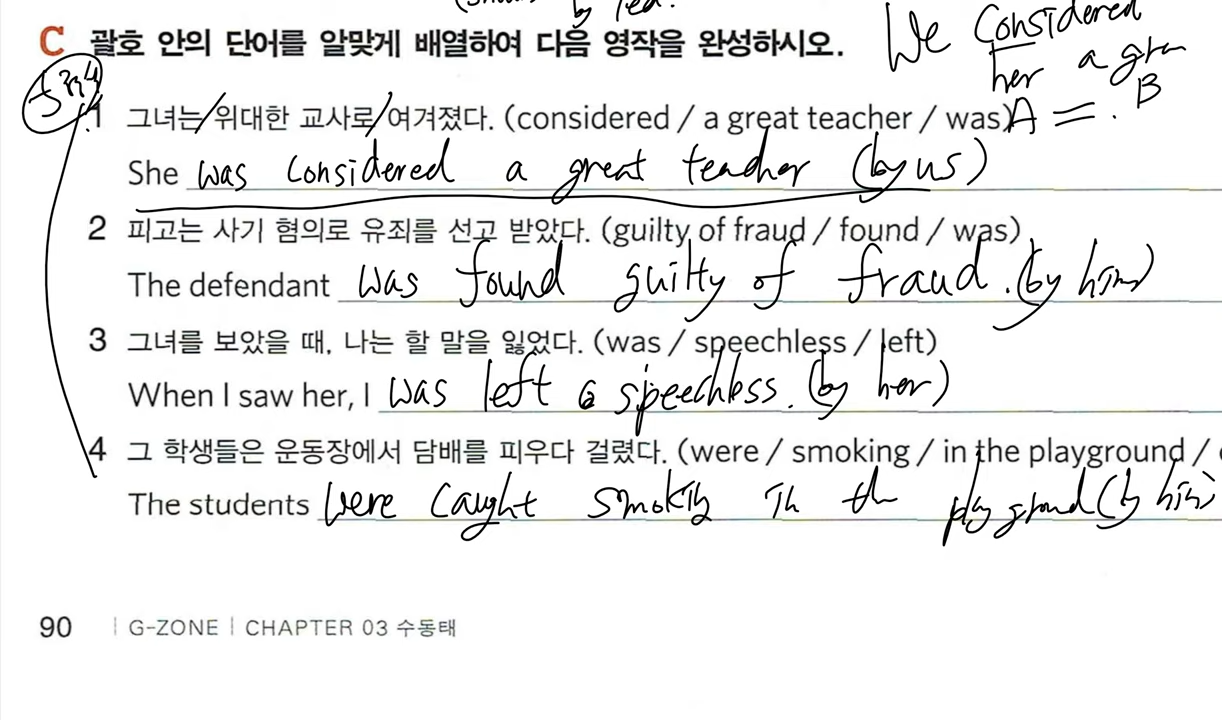 by Ted.
C 괄호 안의 단어를 알맞게 배열하여 다음 영작을 완성하시오.
We Considered
her a
A = B
1 그녀는/위대한 교사로/여겨졌다. (considered / a great teacher / was)
She was considered a great teacher (by us)
2 피고는 사기 혐의로 유죄를 선고 받았다. (guilty of fraud / found / was)
The defendant was found guilty of fraud. (by him)
3 그녀를 보았을 때, 나는 할 말을 잃었다. (was / speechless / left)
When I saw her, I was left speechless. (by her)
4 그 학생들은 운동장에서 담배를 피우다 걸렸다. (were / smoking / in the playground /
The students were caught smoking in the playground (by him)
90 | G-ZONE | CHAPTER 03 수동태